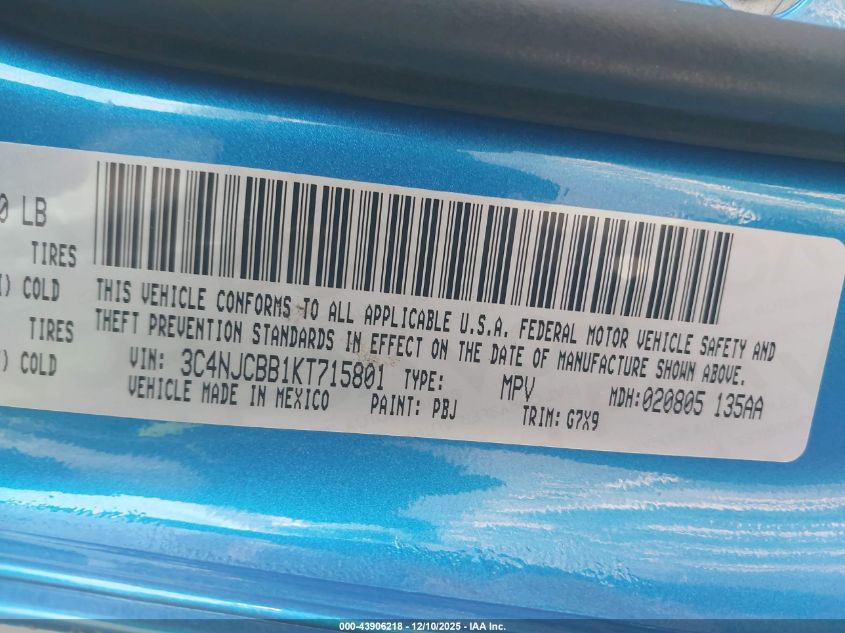 0 LB
TIRES
) COLD
TIRES
) COLD
THIS VEHICLE CONFORMS TO ALL APPLICABLE U.S.A. FEDERAL MOTOR VEHICLE SAFETY AND
THEFT PREVENTION STANDARDS IN EFFECT ON THE DATE OF MANUFACTURE SHOWN ABOVE.
VIN: 3C4NJCBB1KT715801 TYPE: MPV MDH:020805 135AA
VEHICLE MADE IN MEXICO PAINT: PBJ TRIM: G7X9
000-43906218 - 12/10/2025 - IAA Inc.